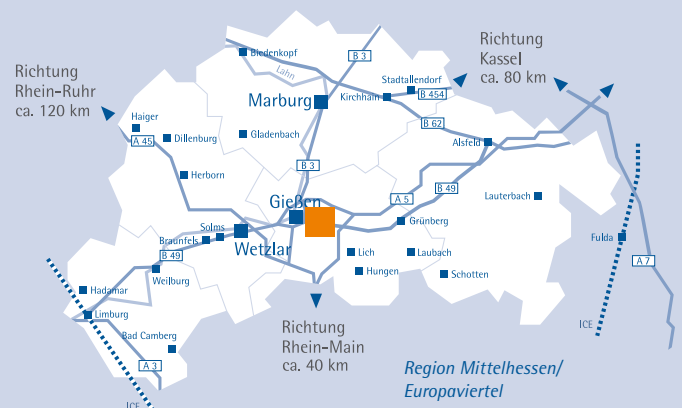 Biedenkopf
B 3
Richtung
Kassel
ca. 80 km
Richtung
Rhein-Ruhr
ca. 120 km
Lahn
Stadtallendorf
Marburg
Kirchhain
B 454
Haiger
B 62
A 45
Dillenburg
Gladenbach
Alsfeld
B 3
Herborn
A 5
B 49
Lauterbach
Gießen
Grünberg
Solms
Braunfels
Wetzlar
Fulda
B 49
Lich
Laubach
A 7
Weilburg
Hungen
Schotten
Hadamar
Limburg
ICE
Richtung
Rhein-Main
ca. 40 km
Bad Camberg
A 3
Region Mittelhessen/
Europaviertel
ICE